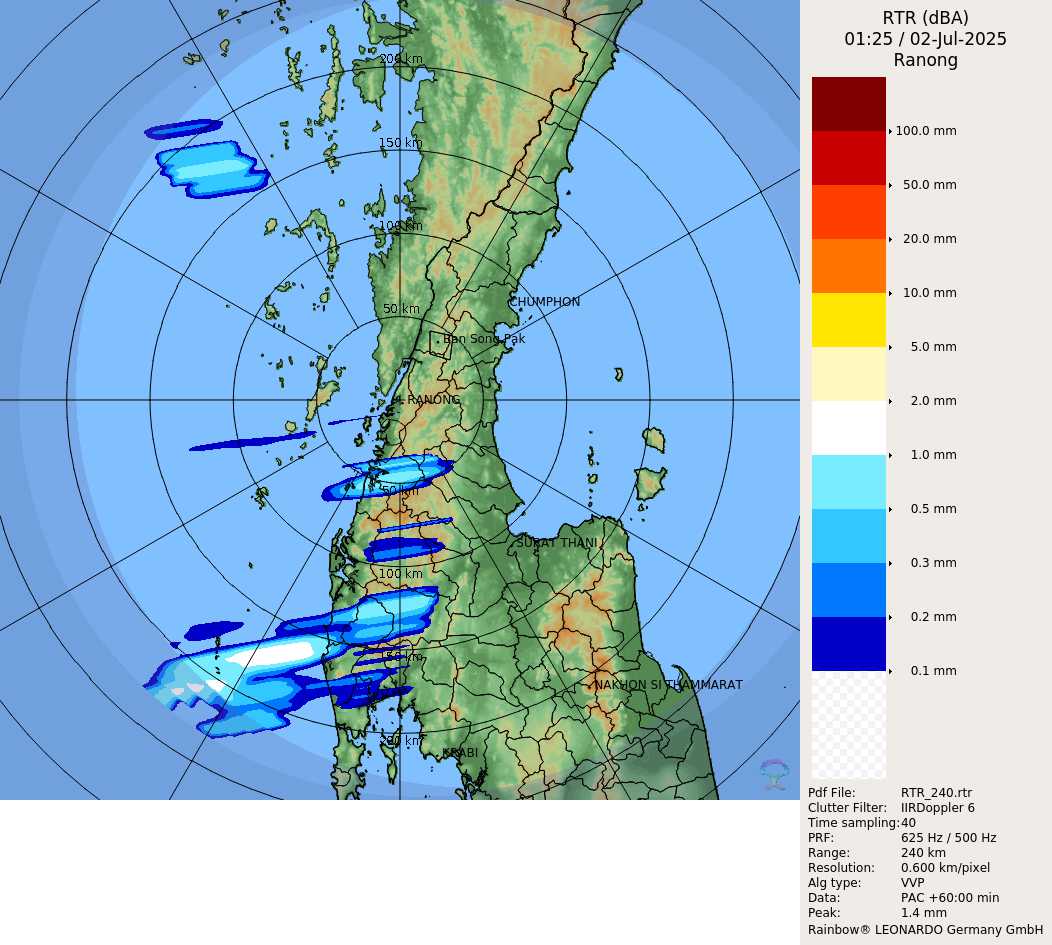 RTR (dBA)
01:25 / 02-Jul-2025
Ranong
200 km
150 km
100 km
50 km
CHUMPHON
Ban Song Pak
RANONG
50 km
SURAT THANI
100 km
150 km
NAKHON SI THAMMARAT
200 km
KRABI
100.0 mm
50.0 mm
20.0 mm
10.0 mm
5.0 mm
2.0 mm
1.0 mm
0.5 mm
0.3 mm
0.2 mm
0.1 mm
Pdf File: RTR_240.rtr
Clutter Filter: IIRDoppler 6
Time sampling:40
PRF: 625 Hz / 500 Hz
Range: 240 km
Resolution: 0.600 km/pixel
Alg type: VVP
Data: PAC +60:00 min
Peak: 1.4 mm
Rainbow® LEONARDO Germany GmbH